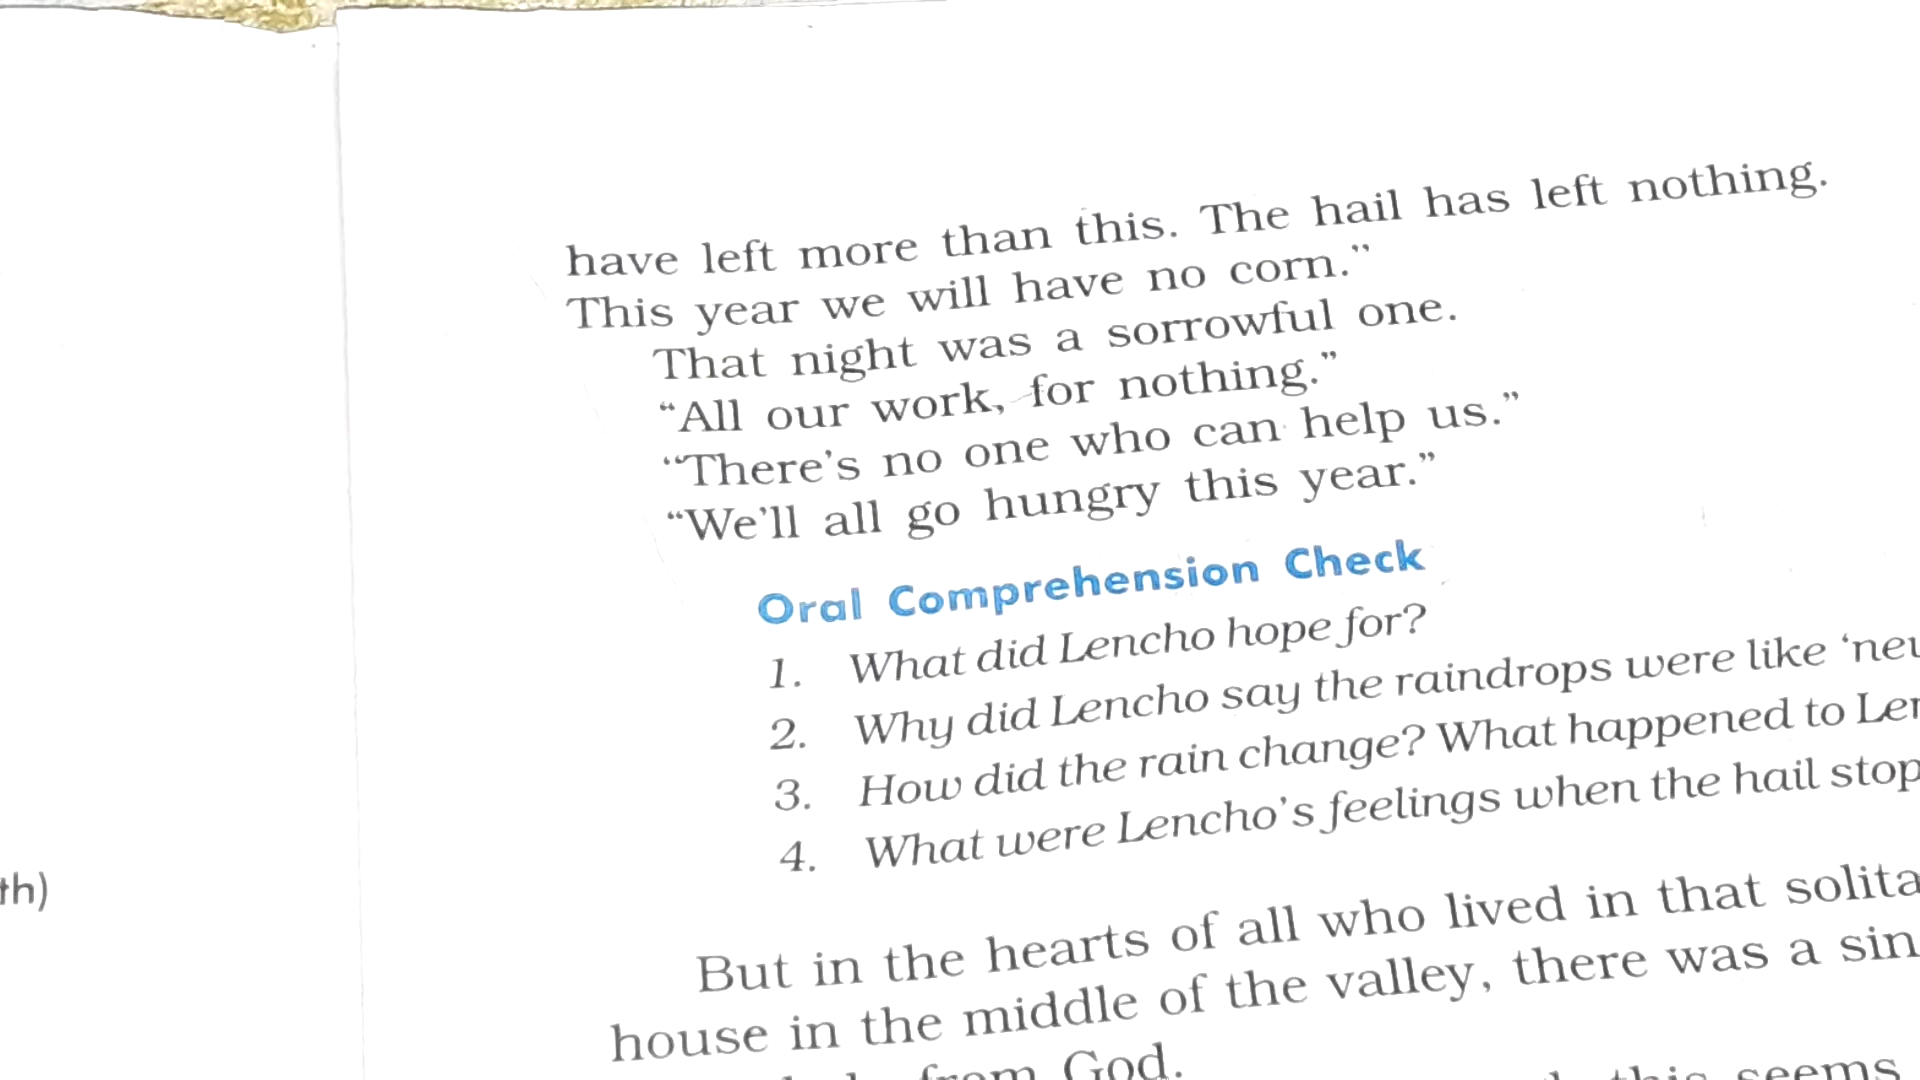 have left more than this. The hail has left nothing.
This year we will have no corn.”
That night was a sorrowful one.
“All our work, for nothing.”
“There’s no one who can help us.”
“We’ll all go hungry this year.”
Oral Comprehension Check
1. What did Lencho hope for?
2. Why did Lencho say the raindrops were like
3. How did the rain change? What happened to
4. What were Lencho’s feelings when the hail
th)
But in the hearts of all who lived in that
house in the middle of the valley, there was a
from God.
this seems